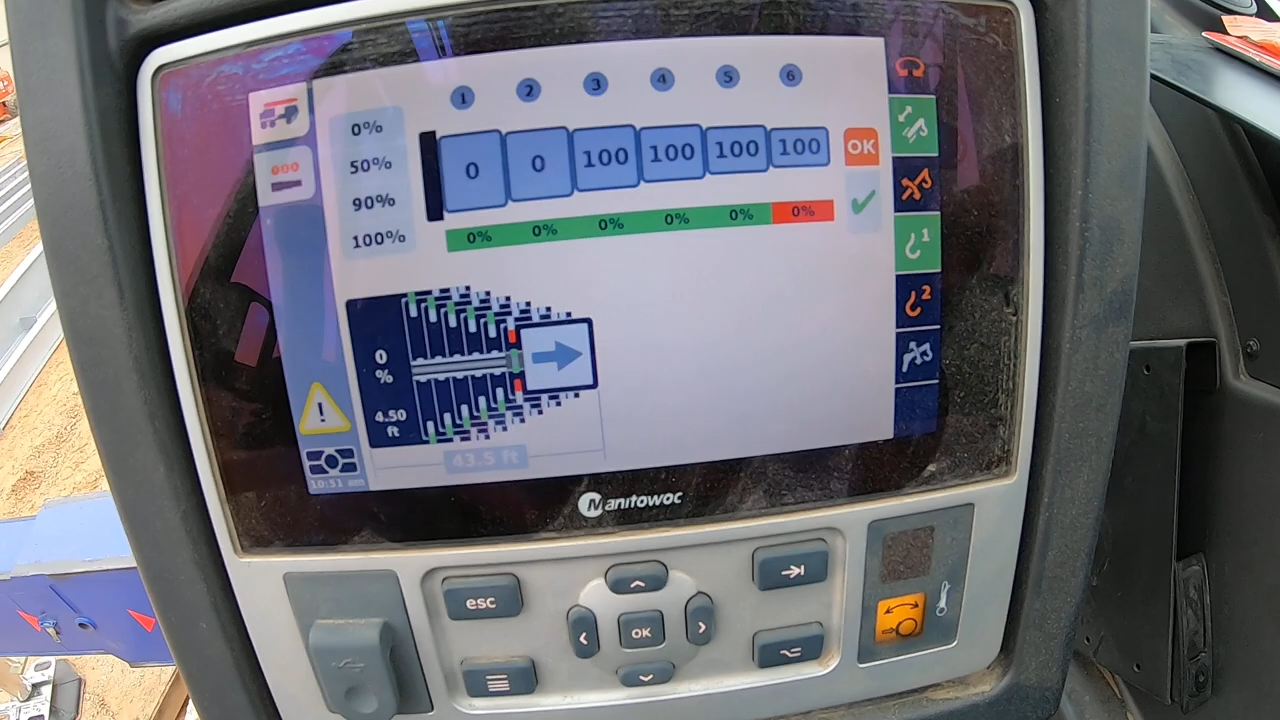 1 2 3 4 5 6
0%
50%
90%
100%
0 0 100 100 100 100 OK
0% 0% 0% 0% 0% 0%
1
2
0
%
4.50
ft
43.5 ft
10:51 am
Manitowoc
esc
OK